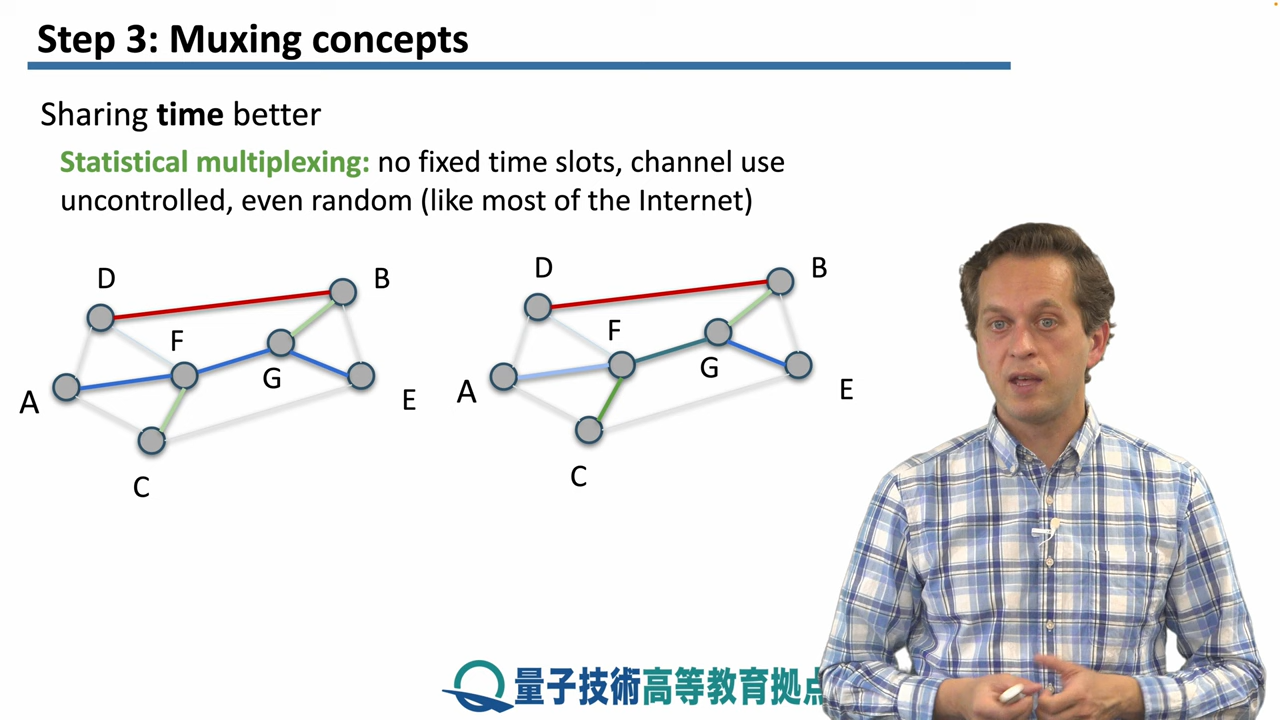 Step 3: Muxing concepts
Sharing time better
Statistical multiplexing: no fixed time slots, channel use
uncontrolled, even random (like most of the Internet)
D
B
F
G
A
E
C
D
B
F
G
A
E
C
量子技術高等教育拠点